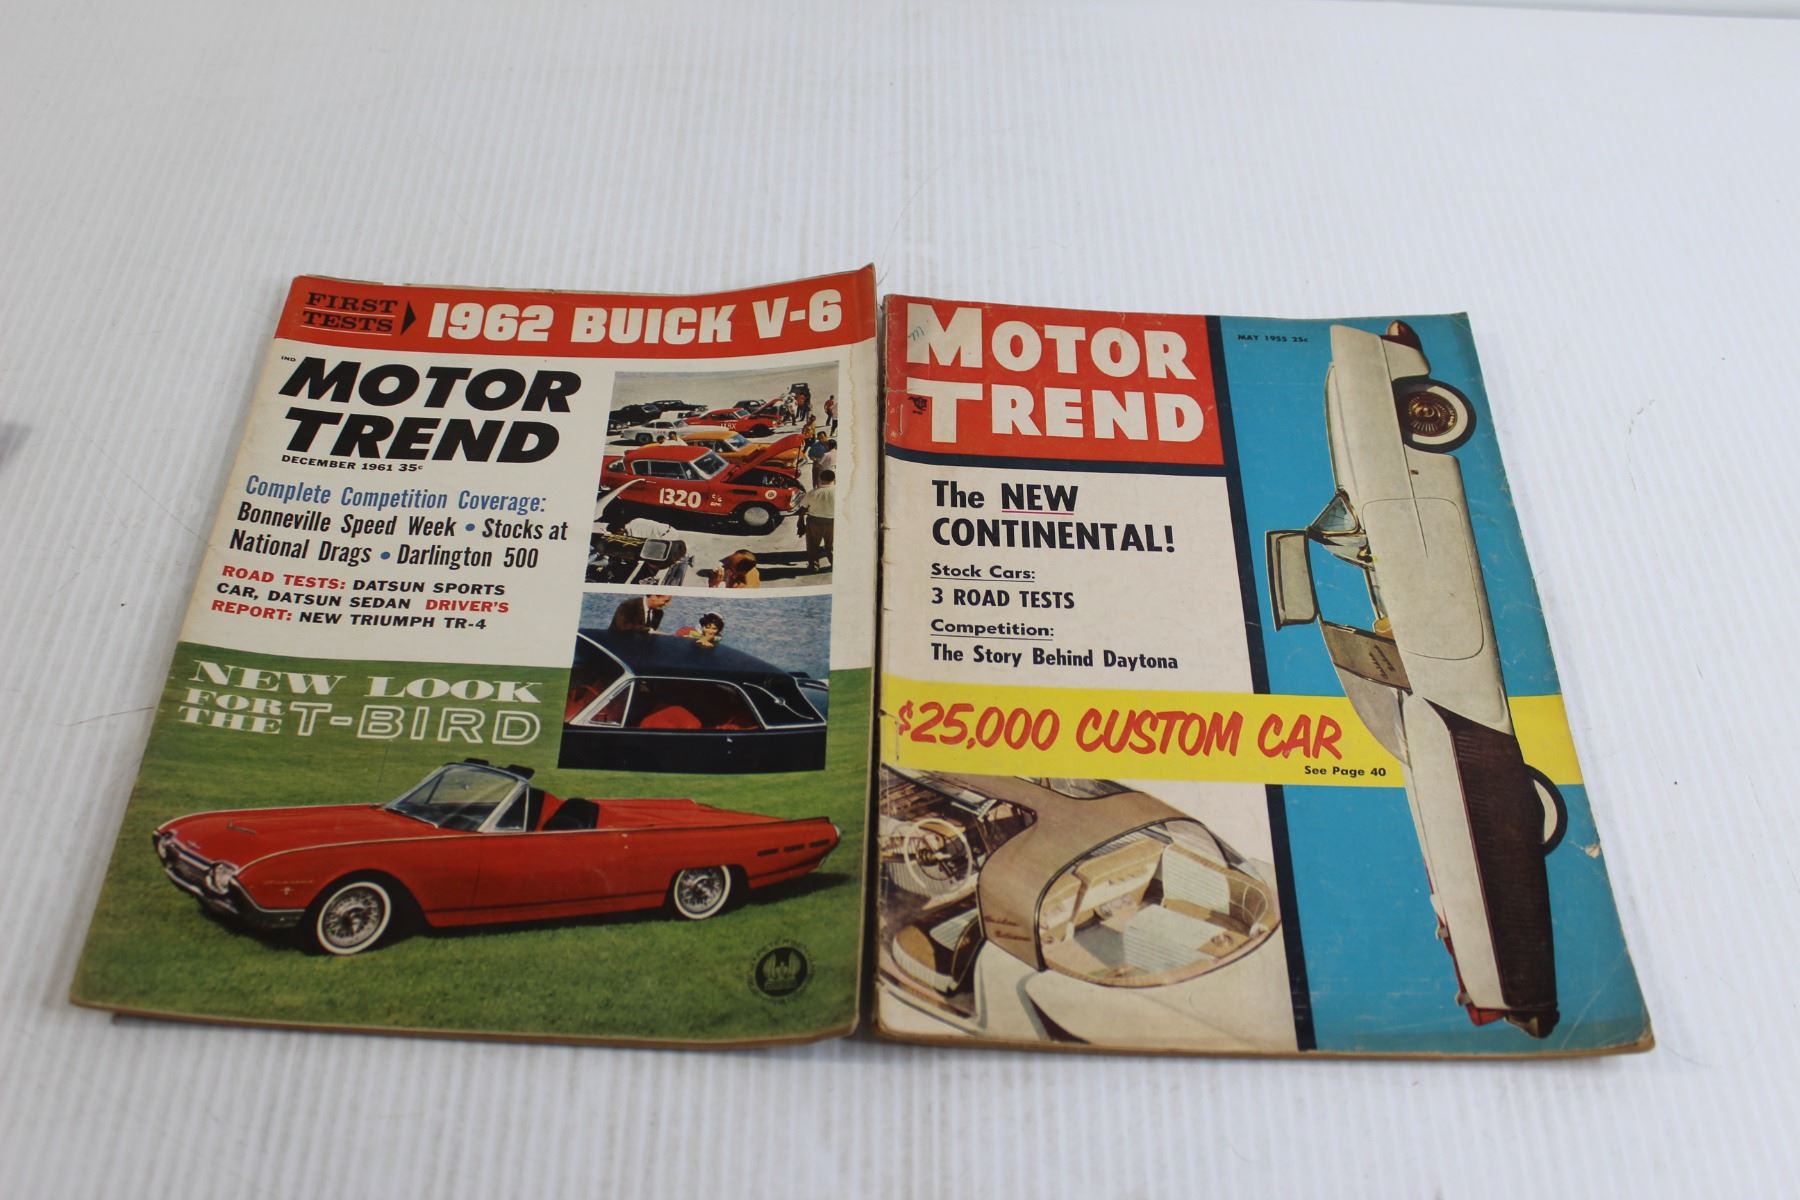 FIRST
TESTS
1962 BUICK V-6
IND
MOTOR
TREND
DECEMBER 1961 35¢
Complete Competition Coverage:
Bonneville Speed Week • Stocks at
National Drags • Darlington 500
ROAD TESTS: DATSUN SPORTS
CAR, DATSUN SEDAN DRIVER'S
REPORT: NEW TRIUMPH TR-4
1320
NEW LOOK
FOR
THE T-BIRD
MOTOR
TREND
MAY 1955 25¢
The NEW
CONTINENTAL!
Stock Cars:
3 ROAD TESTS
Competition:
The Story Behind Daytona
$25,000 CUSTOM CAR
See Page 40